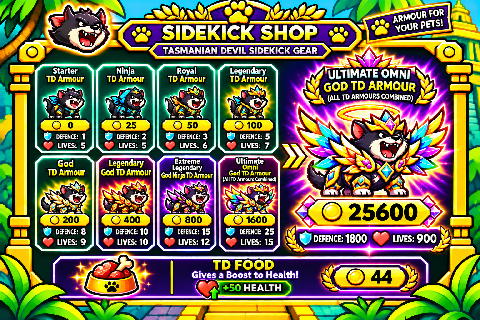 SIDEKICK SHOP
TASMANIAN DEVIL SIDEKICK GEAR
ARMOUR FOR
YOUR PETS!
Starter
TD Armour
0
DEFENCE: 1
LIVES: 5
Ninja
TD Armour
25
DEFENCE: 2
LIVES: 5
Royal
TD Armour
50
DEFENCE: 3
LIVES: 6
Legendary
TD Armour
100
DEFENCE: 5
LIVES: 7
God
TD Armour
200
DEFENCE: 8
LIVES: 9
Legendary
God TD Armour
400
DEFENCE: 10
LIVES: 10
Extreme
Legendary
God Ninja TD Armour
800
DEFENCE: 15
LIVES: 12
Ultimate
Omni
God TD Armour
(All TD Armours Combined)
1600
DEFENCE: 25
LIVES: 15
ULTIMATE OMNI
GOD TD ARMOUR
(ALL TD ARMOURS COMBINED)
25600
DEFENCE: 1800
LIVES: 900
TD FOOD
Gives a Boost to Health!
+50 HEALTH
44